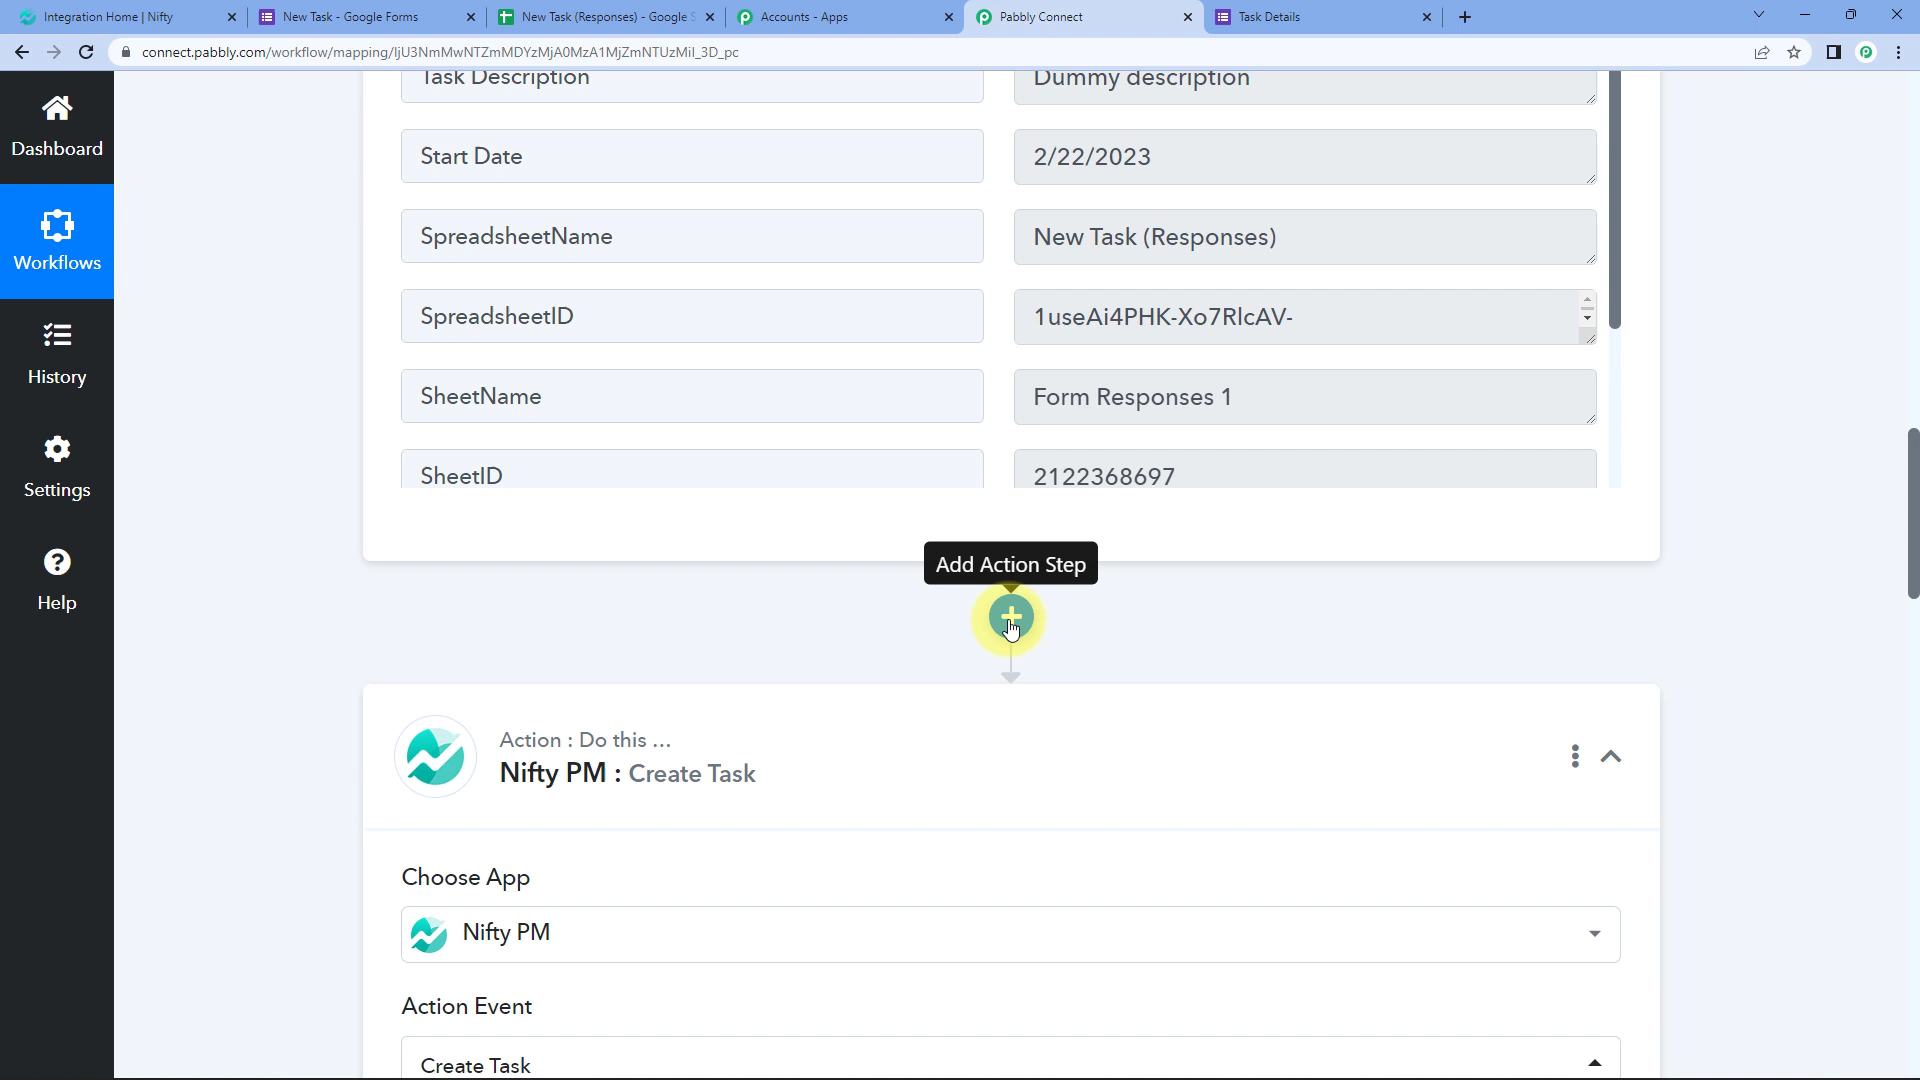 Integration Home | Nifty
New Task - Google Forms
New Task (Responses) - Google S
Accounts - Apps
Pabbly Connect
Task Details
connect.pabbly.com/workflow/mapping/IjU3NmMwNTZmMDYzMjA0MzA1MjZmNTUzMiI_3D_pc
Dashboard
Workflows
History
Settings
Help
Task Description
Dummy description
Start Date
2/22/2023
SpreadsheetName
New Task (Responses)
SpreadsheetID
1useAi4PHK-Xo7RlcAV-
SheetName
Form Responses 1
SheetID
2122368697
Add Action Step
Action : Do this ...
Nifty PM : Create Task
Choose App
Nifty PM
Action Event
Create Task